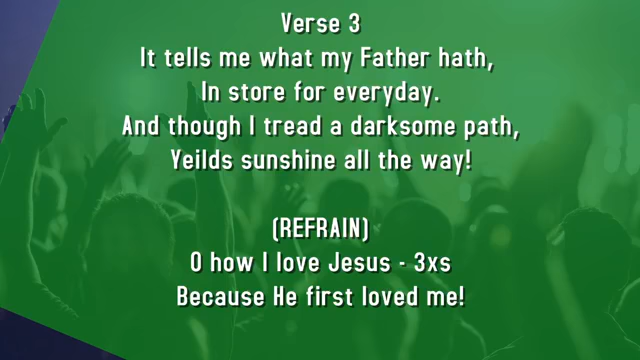 Verse 3
It tells me what my Father hath,
In store for everyday.
And though I tread a darksome path,
Yeilds sunshine all the way!
(REFRAIN)
O how I love Jesus - 3xs
Because He first loved me!